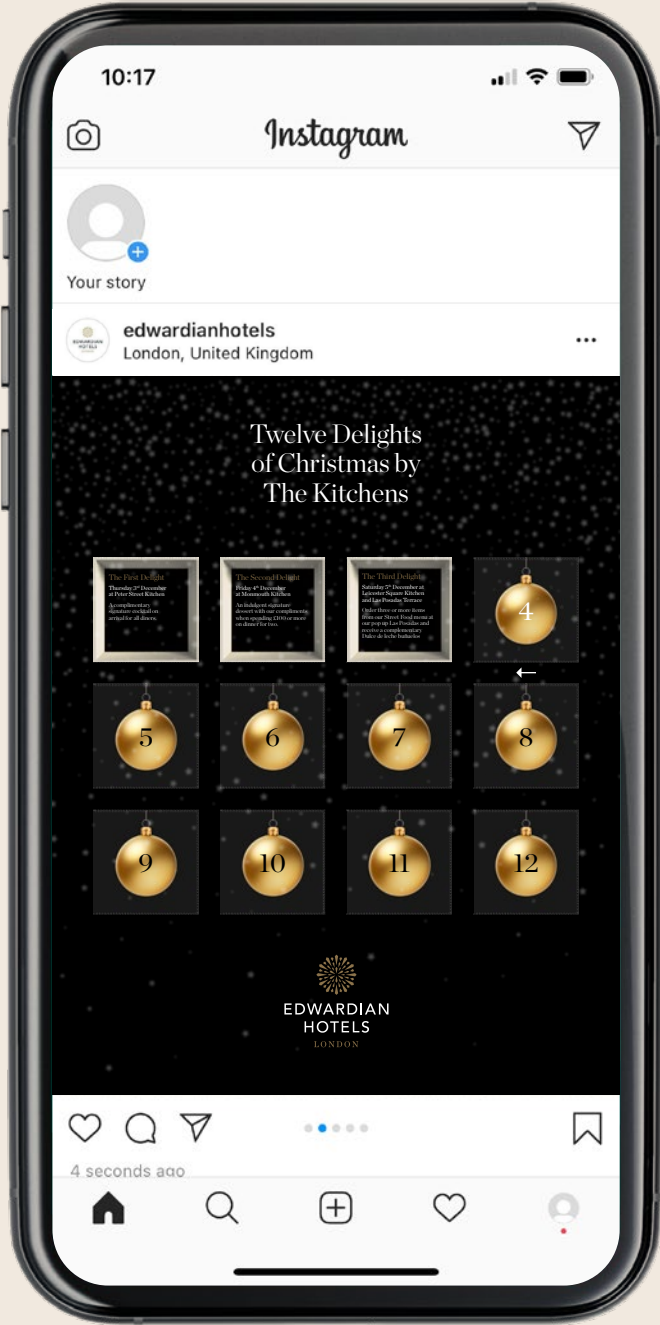 10:17
Instagram
Your story
edwardianhotels
London, United Kingdom
Twelve Delights
of Christmas by
The Kitchens
The First Delight
Thursday 3rd December
at Peter Street Kitchen
A complimentary
signature cocktail on
arrival for all diners.
The Second Delight
Friday 4th December
at Monmouth Kitchen
An indulgent signature
dessert with our compliments
when spending £100 or more
on dinner for two.
The Third Delight
Saturday 5th December at
Leicester Square Kitchen
and Las Posadas Terrace
Order three or more items
from our Street Food menu at
our pop up Las Posadas and
receive a complementary
Dulce de leche buñuelos
4
5
6
7
8
9
10
11
12
EDWARDIAN
HOTELS
LONDON
4 seconds ago